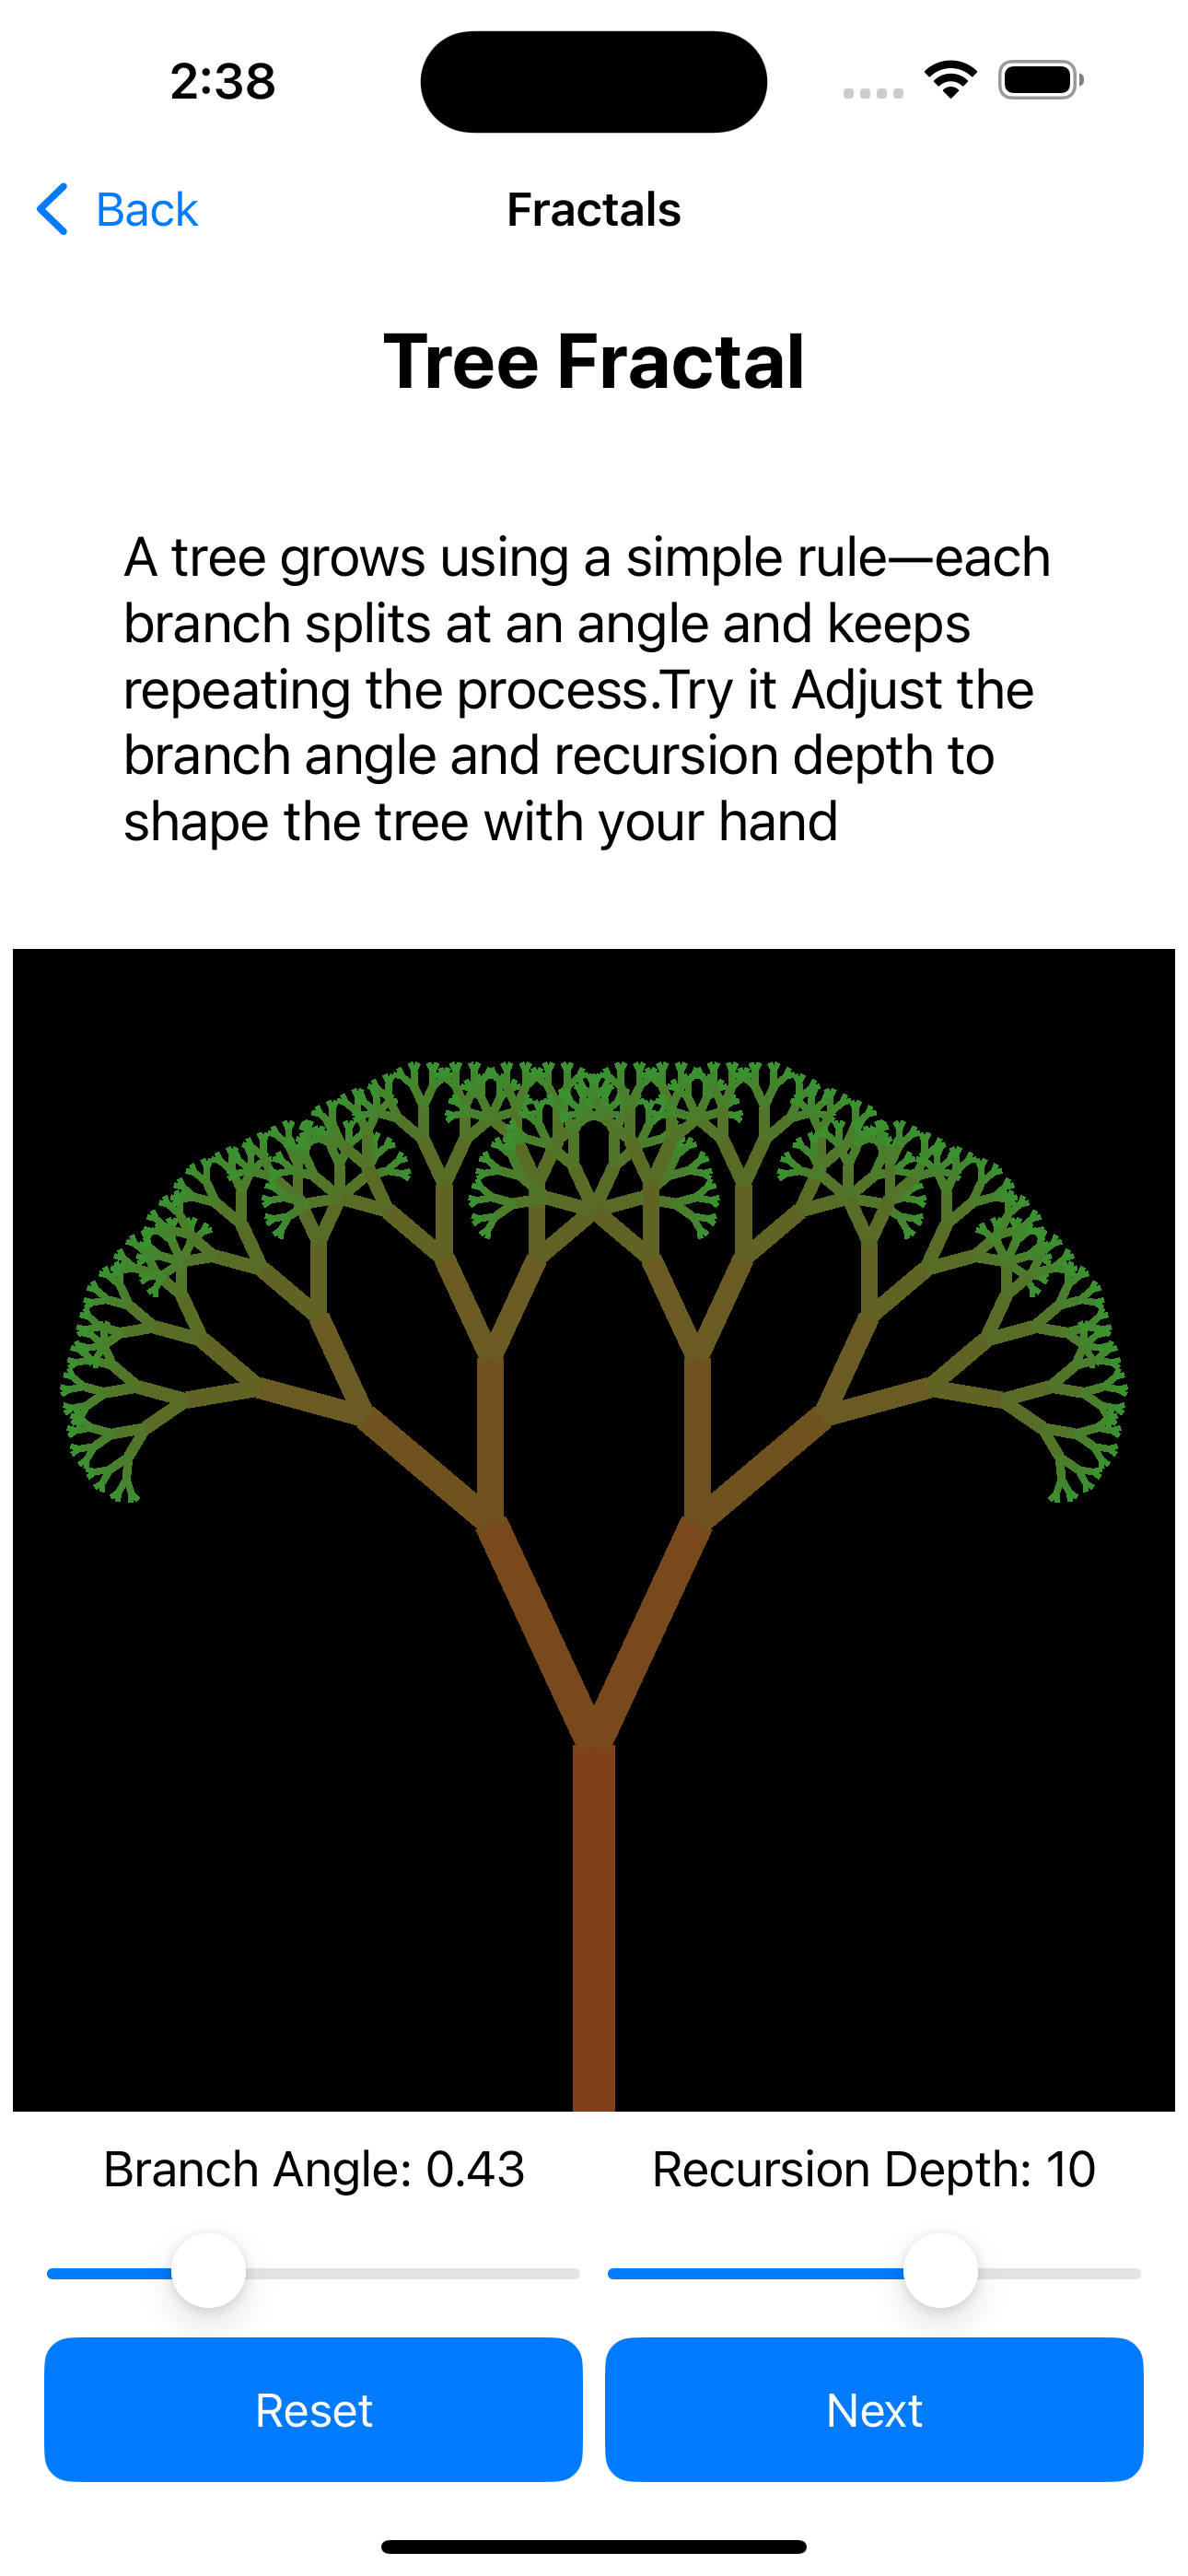 2:38
Back
Fractals
Tree Fractal
A tree grows using a simple rule—each
branch splits at an angle and keeps
repeating the process.Try it Adjust the
branch angle and recursion depth to
shape the tree with your hand
Branch Angle: 0.43
Recursion Depth: 10
Reset
Next